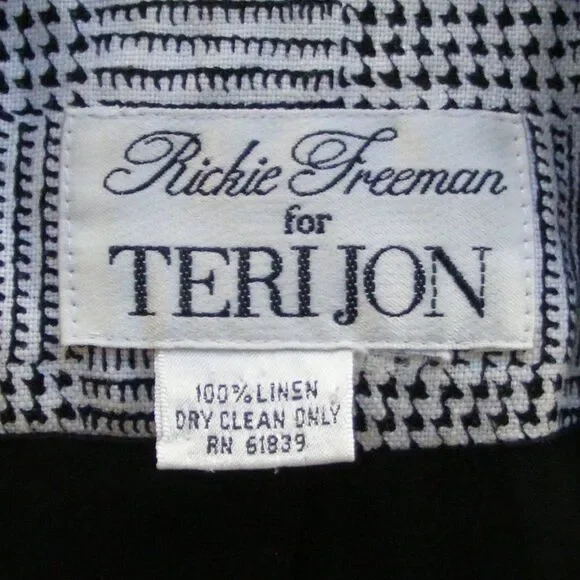 Rickie Freeman
for
TERI JON
100% LINEN
DRY CLEAN ONLY
RN 61839